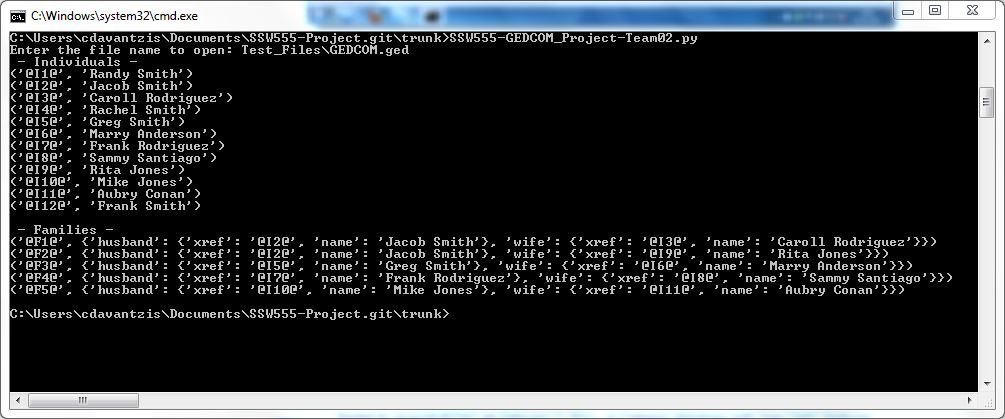 C:\Windows\system32\cmd.exe
C:\Users\cdavantzis\Documents\SSW555-Project.git\trunk>SSW555-GEDCOM_Project-Team02.py
Enter the file name to open: Test_Files\GEDCOM.ged
 - Individuals -
('@I1@', 'Randy Smith')
('@I2@', 'Jacob Smith')
('@I3@', 'Caroll Rodriguez')
('@I4@', 'Rachel Smith')
('@I5@', 'Greg Smith')
('@I6@', 'Marry Anderson')
('@I7@', 'Frank Rodriguez')
('@I8@', 'Sammy Santiago')
('@I9@', 'Rita Jones')
('@I10@', 'Mike Jones')
('@I11@', 'Aubry Conan')
('@I12@', 'Frank Smith')
 - Families -
('@F1@', {'husband': {'xref': '@I2@', 'name': 'Jacob Smith'}, 'wife': {'xref': '@I3@', 'name': 'Caroll Rodriguez'}})
('@F2@', {'husband': {'xref': '@I2@', 'name': 'Jacob Smith'}, 'wife': {'xref': '@I9@', 'name': 'Rita Jones'}})
('@F3@', {'husband': {'xref': '@I5@', 'name': 'Greg Smith'}, 'wife': {'xref': '@I6@', 'name': 'Marry Anderson'}})
('@F4@', {'husband': {'xref': '@I7@', 'name': 'Frank Rodriguez'}, 'wife': {'xref': '@I8@', 'name': 'Sammy Santiago'}})
('@F5@', {'husband': {'xref': '@I10@', 'name': 'Mike Jones'}, 'wife': {'xref': '@I11@', 'name': 'Aubry Conan'}})
C:\Users\cdavantzis\Documents\SSW555-Project.git\trunk>